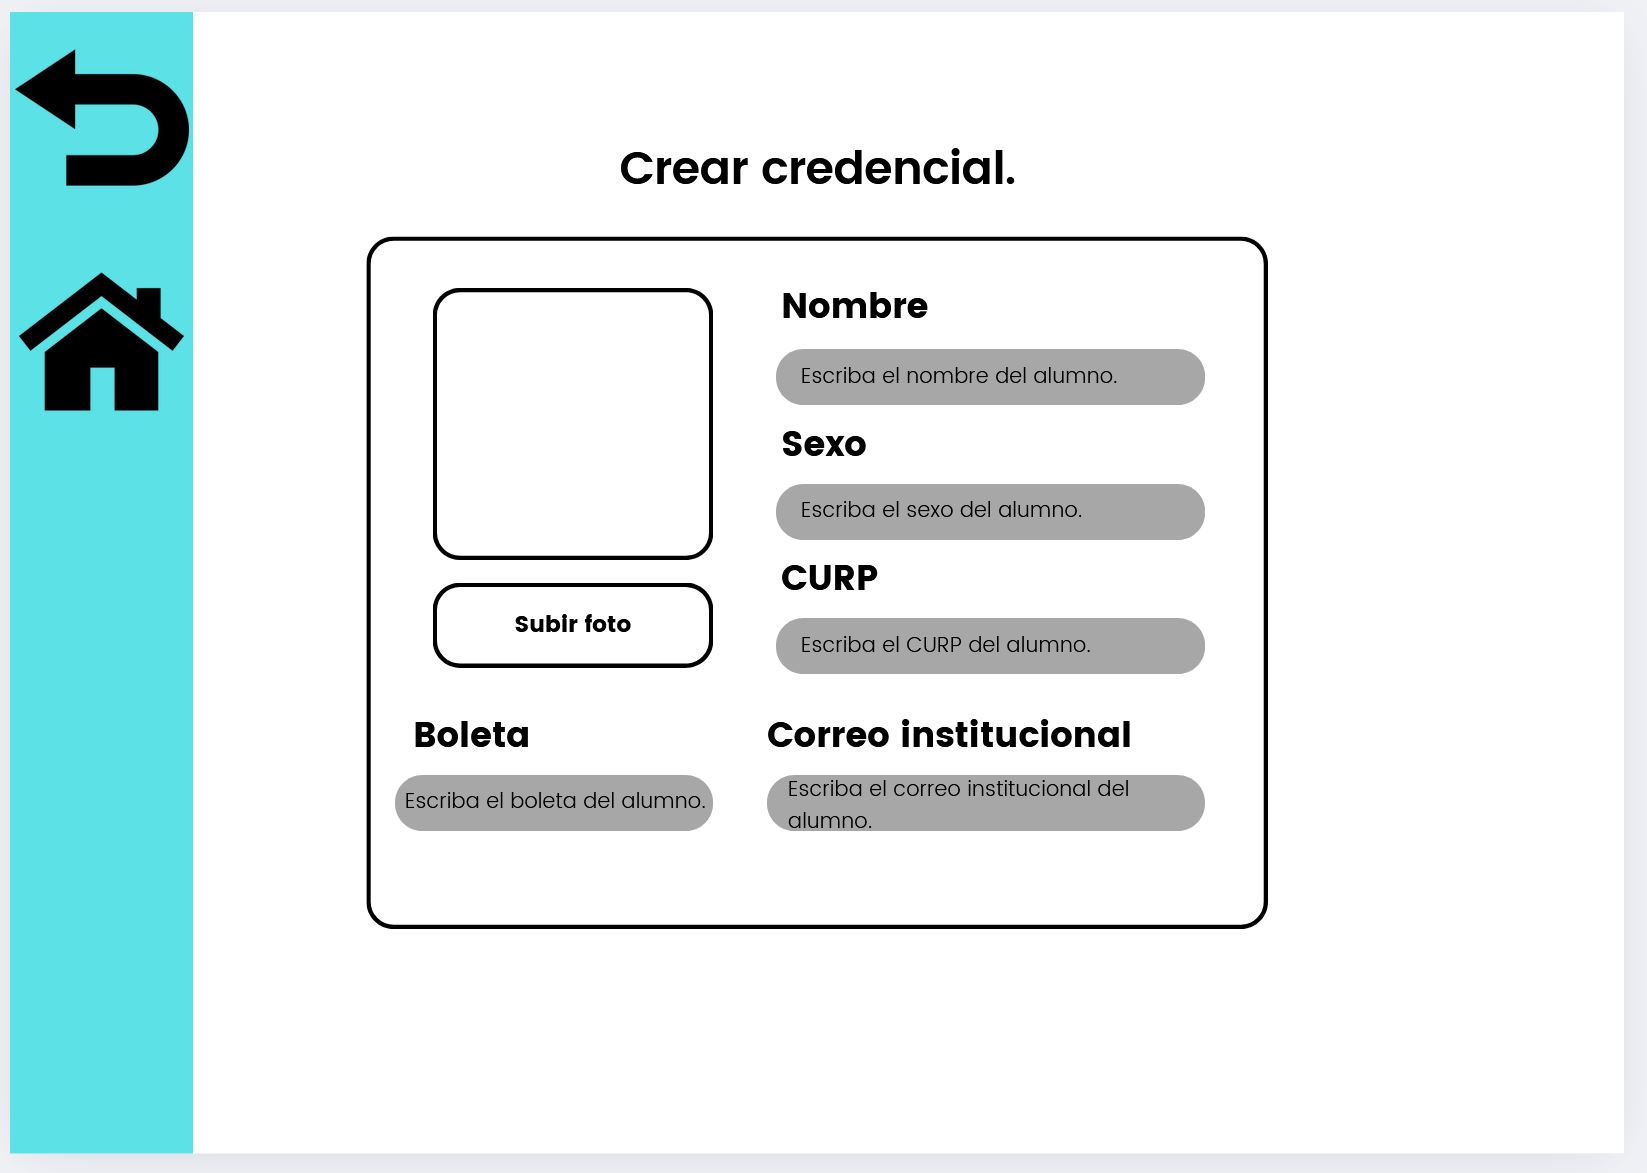 Crear credencial.
Nombre
Escriba el nombre del alumno.
Sexo
Escriba el sexo del alumno.
CURP
Escriba el CURP del alumno.
Subir foto
Boleta
Escriba el boleta del alumno.
Correo institucional
Escriba el correo institucional del
alumno.